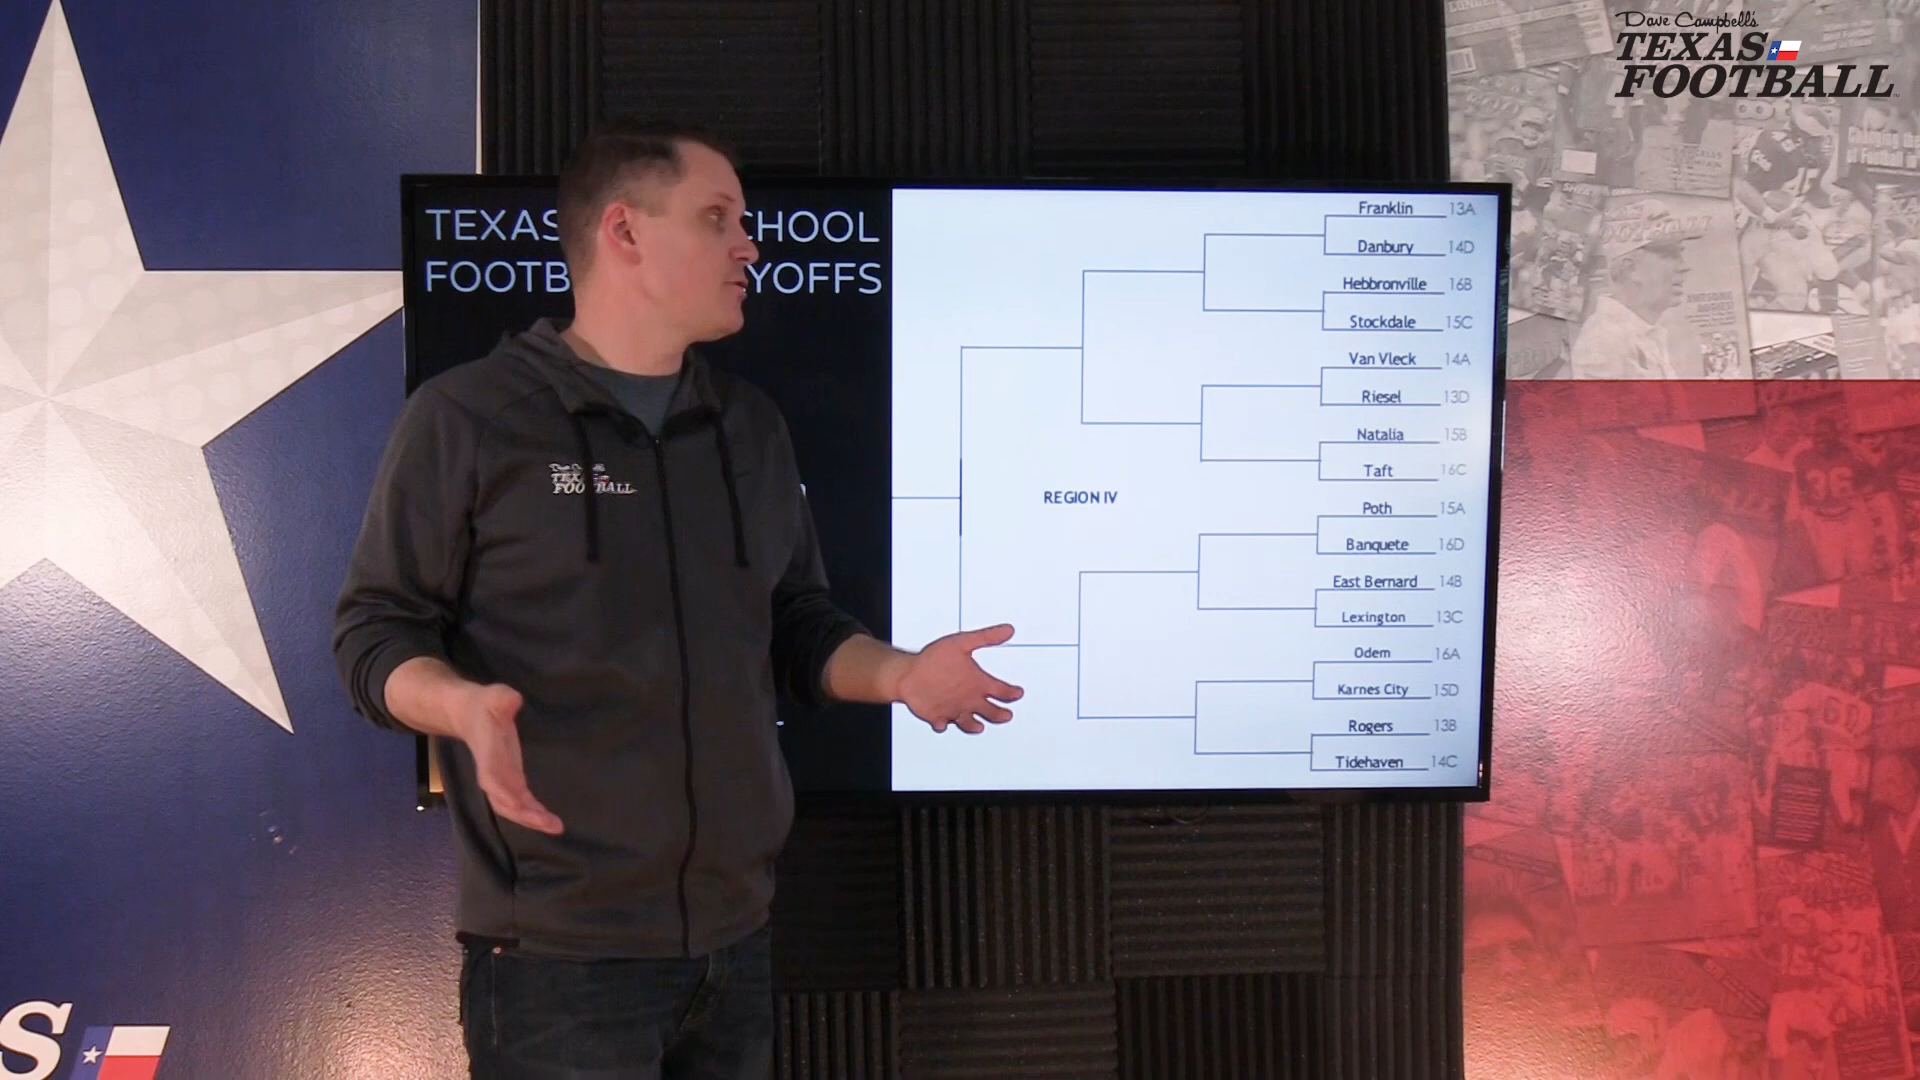 Dave Campbell's
TEXAS
FOOTBALL
TEXAS CHOOL
FOOTB YOFFS
Franklin 13A
Danbury 14D
Hebbronville 16B
Stockdale 15C
Van Vleck 14A
Riesel 13D
Natalia 15B
Taft 16C
REGION IV
Poth 15A
Banquete 16D
East Bernard 14B
Lexington 13C
Odem 16A
Karnes City 15D
Rogers 13B
Tidehaven 14C
TEX
FOOTBALL
S